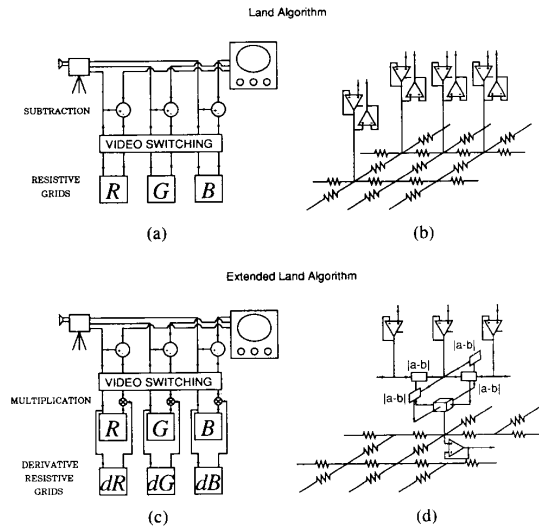 Land Algorithm
SUBTRACTION
VIDEO SWITCHING
RESISTIVE
GRIDS
R G B
(a) (b)
Extended Land Algorithm
|a-b|
|a-b| |a-b|
|a-b|
VIDEO SWITCHING
MULTIPLICATION
R G B
DERIVATIVE
RESISTIVE
GRIDS
dR dG dB
(c) (d)